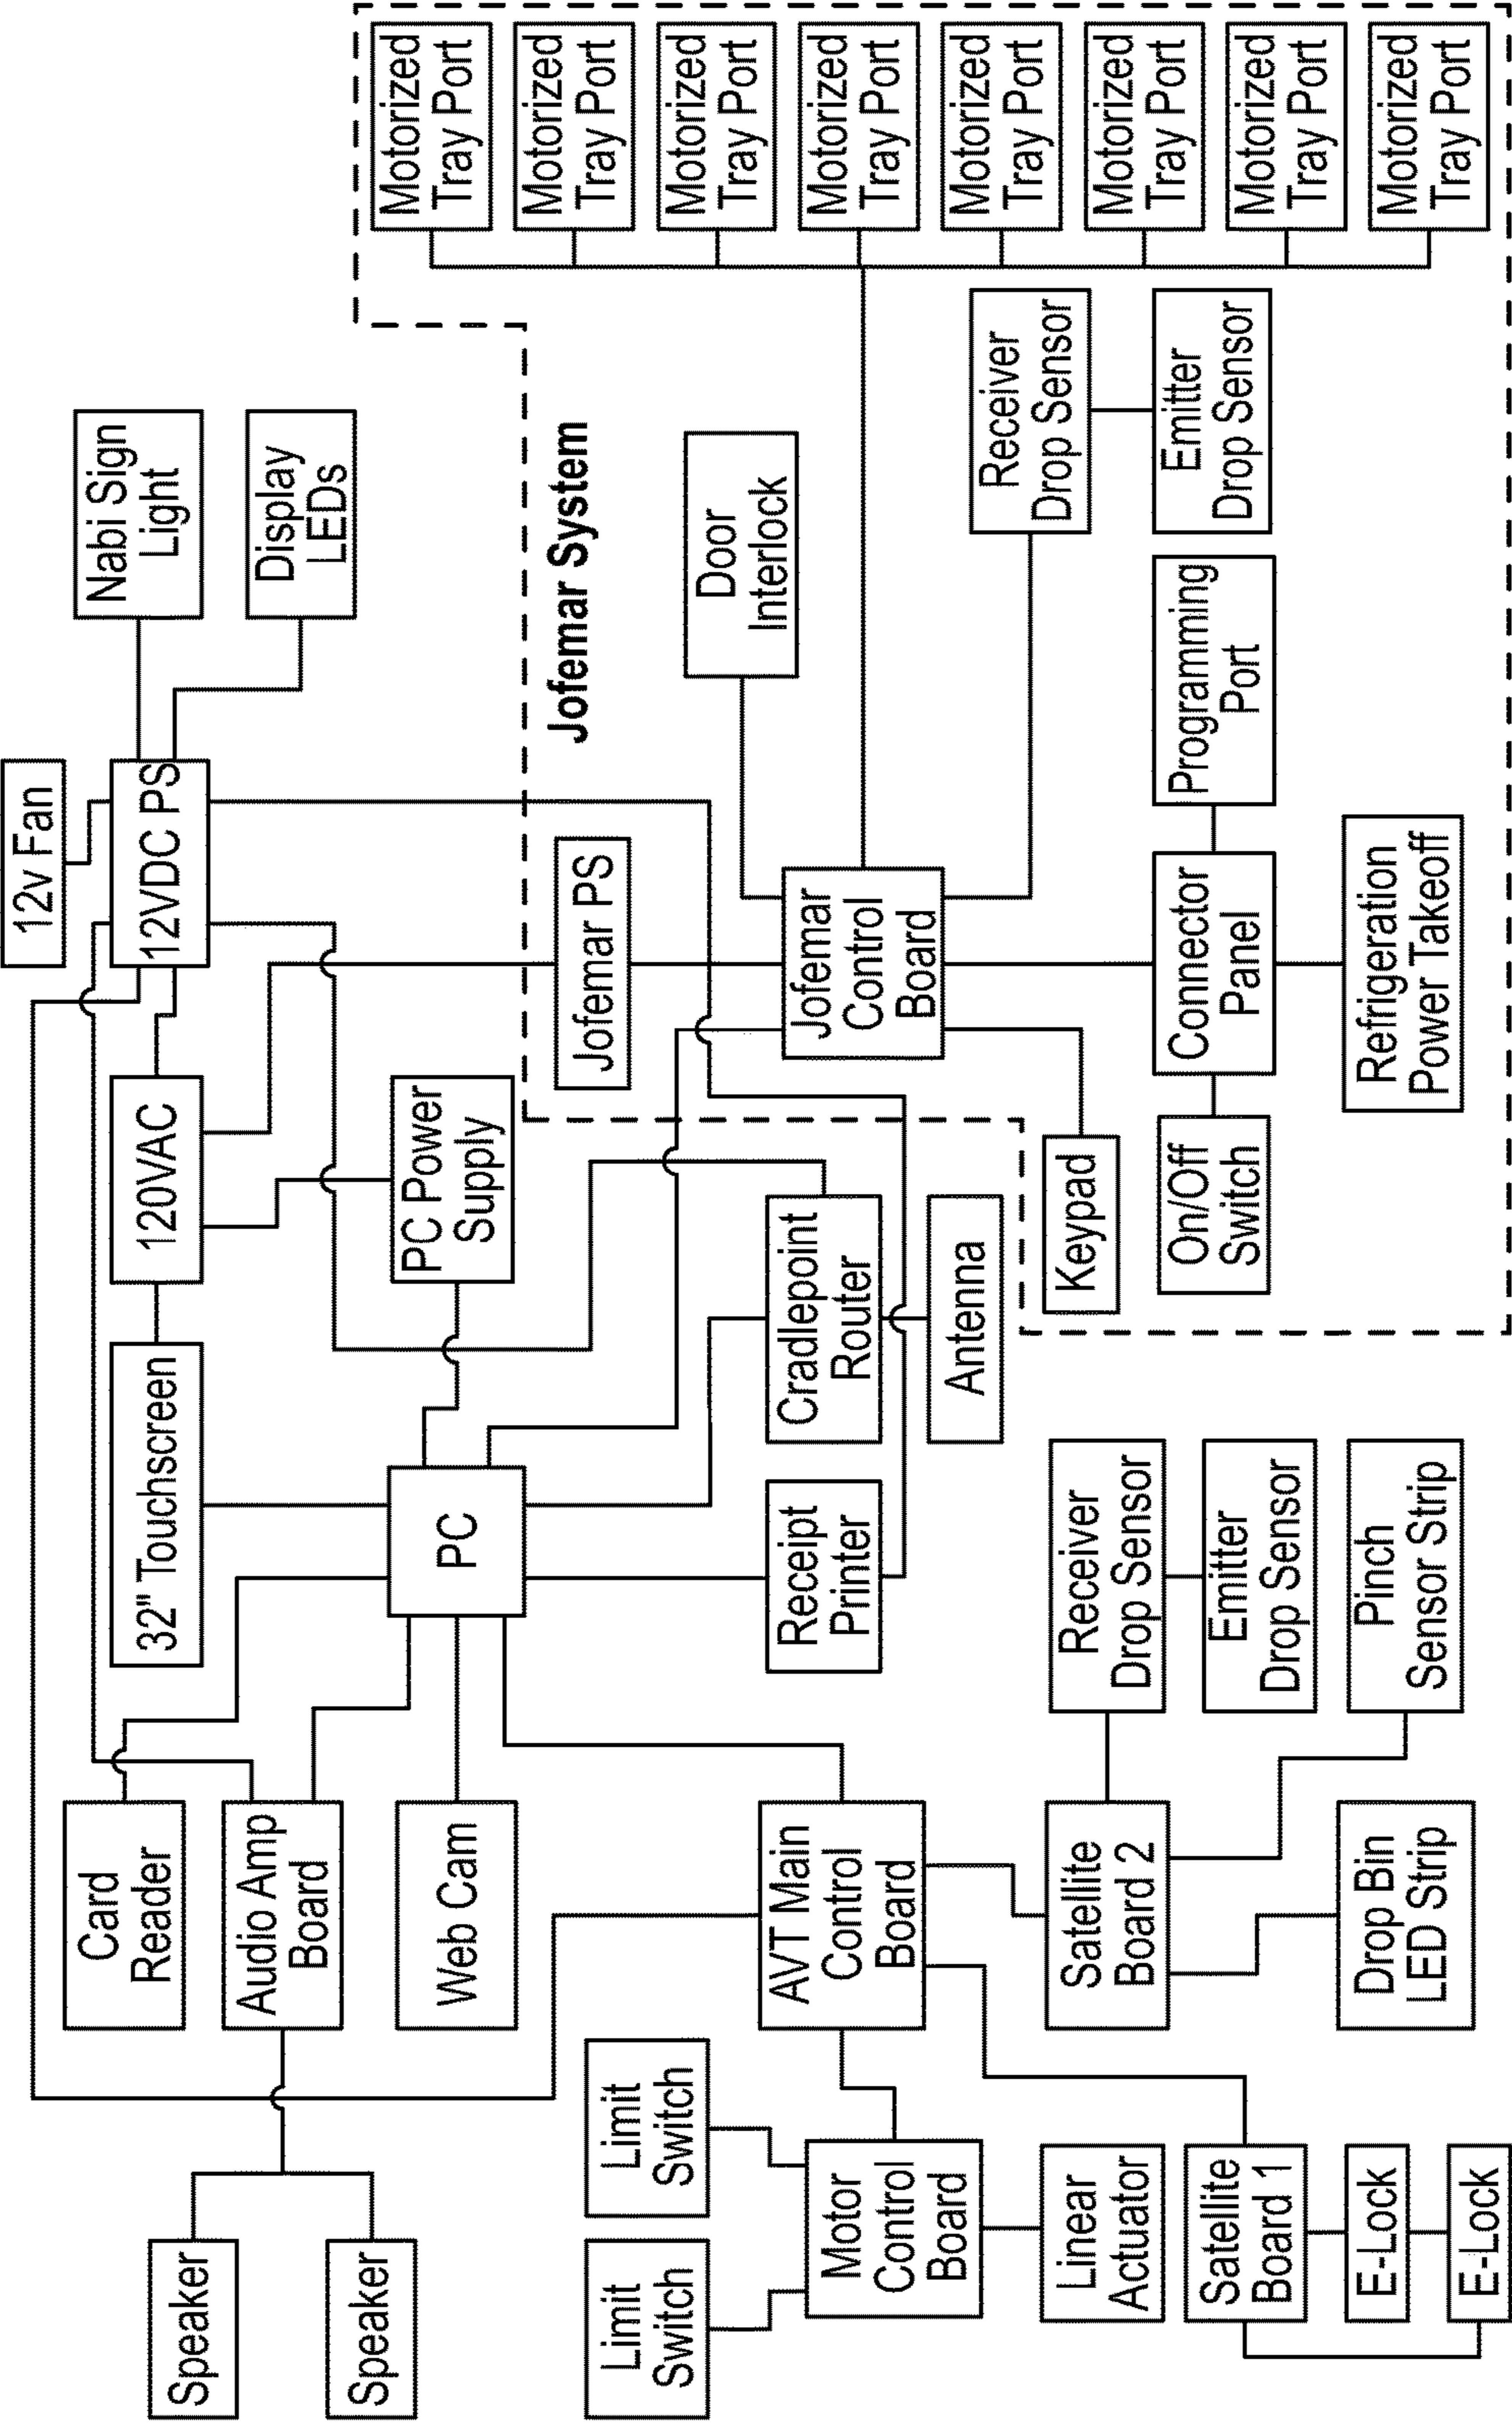 Speaker
Speaker
Card
Reader
Audio Amp
Board
Web Cam
32" Touchscreen
120VAC
12VDC PS
12v Fan
Nabi Sign
Light
Display
LEDs
PC Power
Supply
PC
Limit
Switch
Limit
Switch
Motor
Control
Board
Linear
Actuator
AVT Main
Control
Board
Receipt
Printer
Cradlepoint
Router
Antenna
Satellite
Board 1
E-Lock
E-Lock
Satellite
Board 2
Drop Bin
LED Strip
Receiver
Drop Sensor
Emitter
Drop Sensor
Pinch
Sensor Strip
Jofemar System
Jofemar PS
Jofemar
Control
Board
Door
Interlock
Keypad
On/Off
Switch
Connector
Panel
Programming
Port
Refrigeration
Power Takeoff
Receiver
Drop Sensor
Emitter
Drop Sensor
Motorized
Tray Port
Motorized
Tray Port
Motorized
Tray Port
Motorized
Tray Port
Motorized
Tray Port
Motorized
Tray Port
Motorized
Tray Port
Motorized
Tray Port